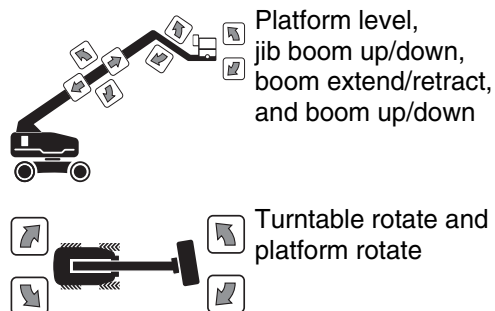 Platform level,
jib boom up/down,
boom extend/retract,
and boom up/down
Turntable rotate and
platform rotate